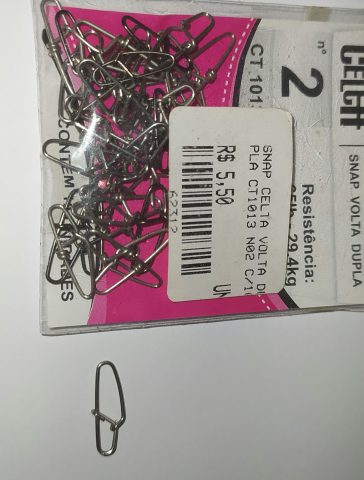 CELTA
SNAP VOLTA DUPLA
nº
2
CT 101
Resistência:
29.4kg
SNAP CELTA VOLTA D
PLA CT1013 N02 C/1
R$ 5,50
62312
UN